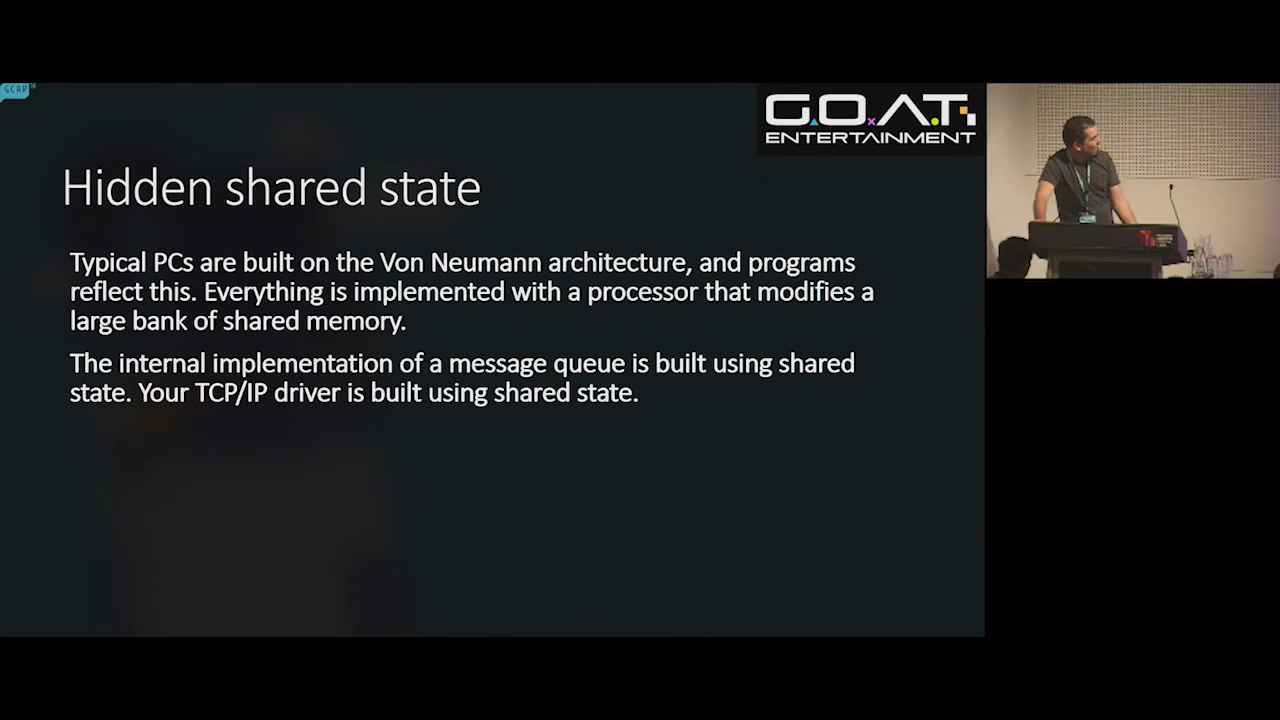 GCAP
G.O.A.T.
ENTERTAINMENT
Hidden shared state
Typical PCs are built on the Von Neumann architecture, and programs
reflect this. Everything is implemented with a processor that modifies a
large bank of shared memory.
The internal implementation of a message queue is built using shared
state. Your TCP/IP driver is built using shared state.